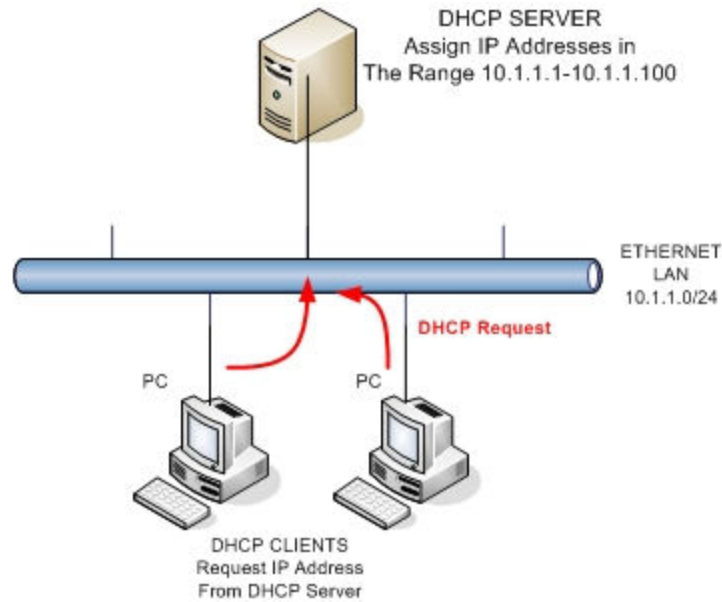 DHCP SERVER
Assign IP Addresses in
The Range 10.1.1.1-10.1.1.100
ETHERNET
LAN
10.1.1.0/24
DHCP Request
PC
PC
DHCP CLIENTS
Request IP Address
From DHCP Server